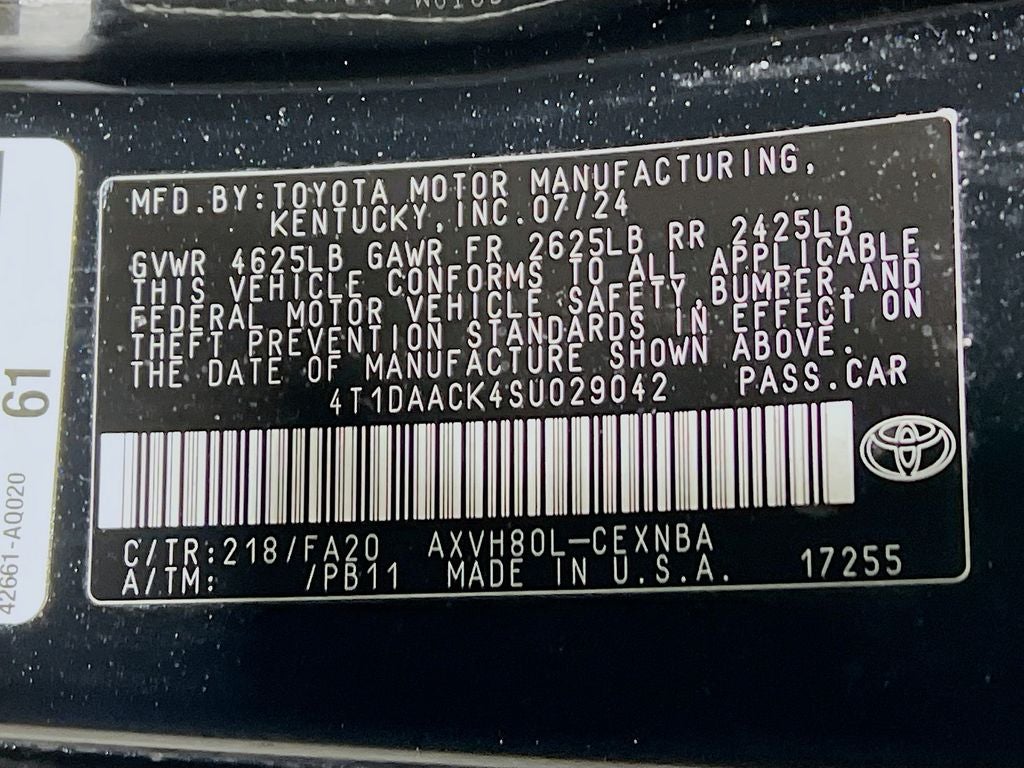 MFD.BY:TOYOTA MOTOR MANUFACTURING,
KENTUCKY, INC.07/24
GVWR 4625LB GAWR FR 2625LB RR 2425LB
THIS VEHICLE CONFORMS TO ALL APPLICABLE
FEDERAL MOTOR VEHICLE SAFETY,BUMPER,AND
THEFT PREVENTION STANDARDS IN EFFECT ON
THE DATE OF MANUFACTURE SHOWN ABOVE.
4T1DAACK4SU029042 PASS.CAR
C/TR:218/FA20 AXVH80L-CEXNBA
A/TM: /PB11 MADE IN U.S.A. 17255
61
42661-AQ020